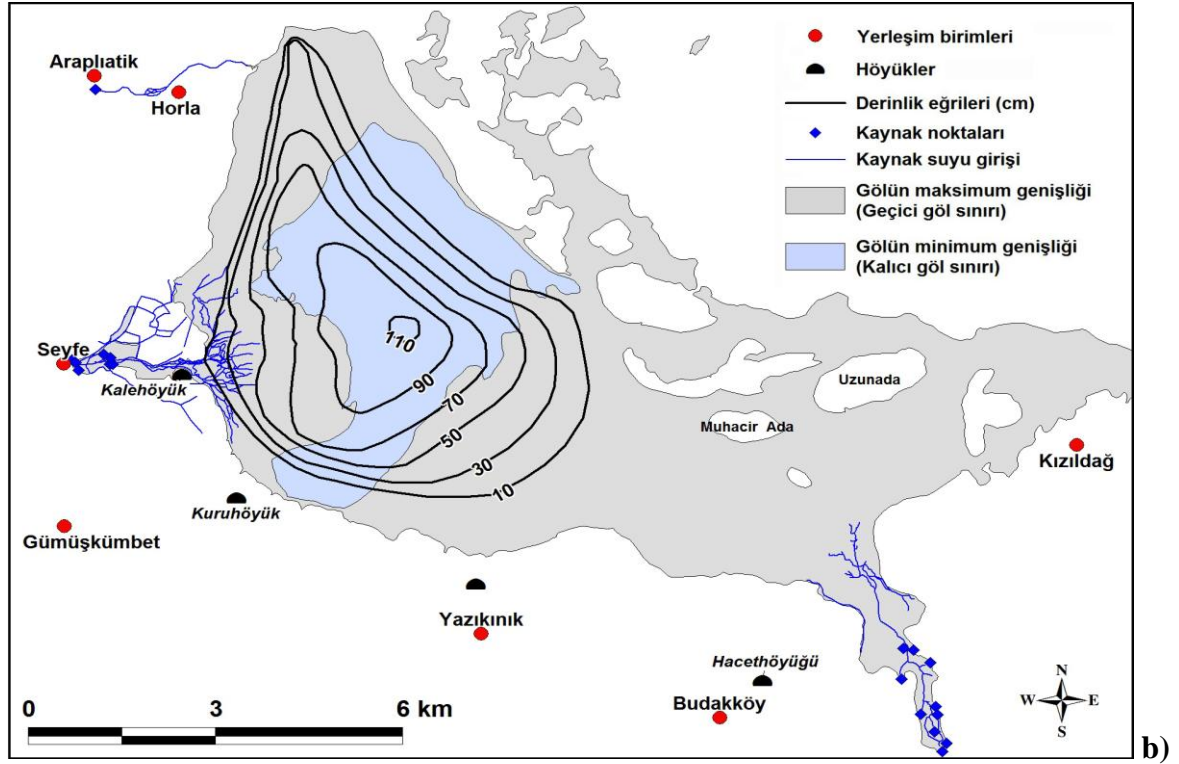 Araplıatik
Horla
Yerleşim birimleri
Höyükler
Derinlik eğrileri (cm)
Kaynak noktaları
Kaynak suyu girişi
Gölün maksimum genişliği
(Geçici göl sınırı)
Gölün minimum genişliği
(Kalıcı göl sınırı)
Seyfe
Kalehöyük
110
90
70
50
30
10
Uzunada
Muhacir Ada
Kızıldağ
Kuruhöyük
Gümüşkümbet
Yazıkınık
Hacethöyüğü
Budakköy
0 3 6 km
N
W E
S
b)